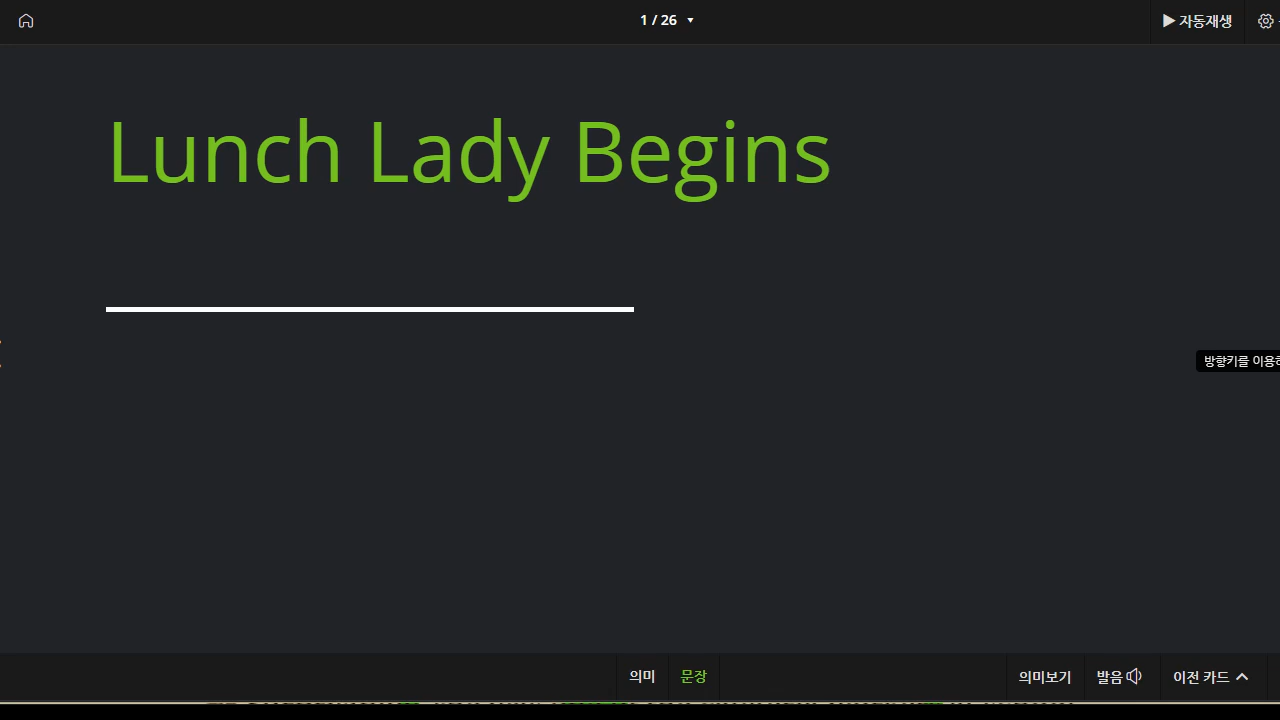 1 / 26
자동재생
Lunch Lady Begins
방향키를 이용하
의미
문장
의미보기
발음
이전 카드